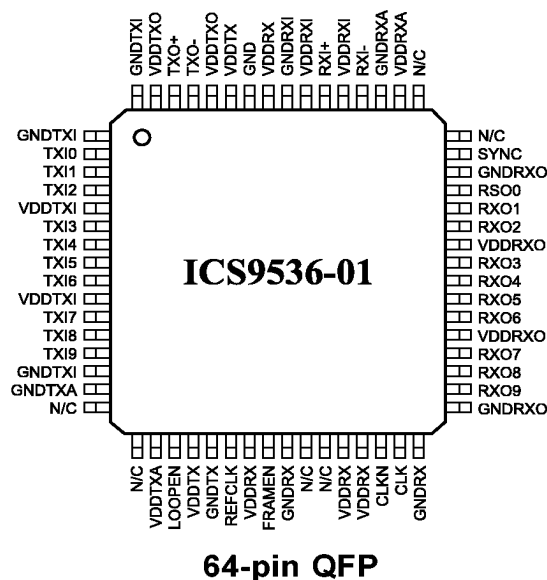 GNDTXI
VDDTXO
TXO+
TXO-
VDDTXO
VDDTX
GND
VDDRX
GNDRXI
VDDRXI
RXI+
VDDRXI
RXI-
GNDRXA
VDDRXA
N/C
GNDTXI
TXI0
TXI1
TXI2
VDDTXI
TXI3
TXI4
TXI5
TXI6
VDDTXI
TXI7
TXI8
TXI9
GNDTXI
GNDTXA
N/C
ICS9536-01
N/C
SYNC
GNDRXO
RSO0
RXO1
RXO2
VDDRXO
RXO3
RXO4
RXO5
RXO6
VDDRXO
RXO7
RXO8
RXO9
GNDRXO
N/C
VDDTXA
LOOPEN
VDDTX
GNDTX
REFCLK
VDDRX
FRAMEN
GNDRX
N/C
N/C
VDDRX
VDDRX
CLKN
CLK
GNDRX
64-pin QFP